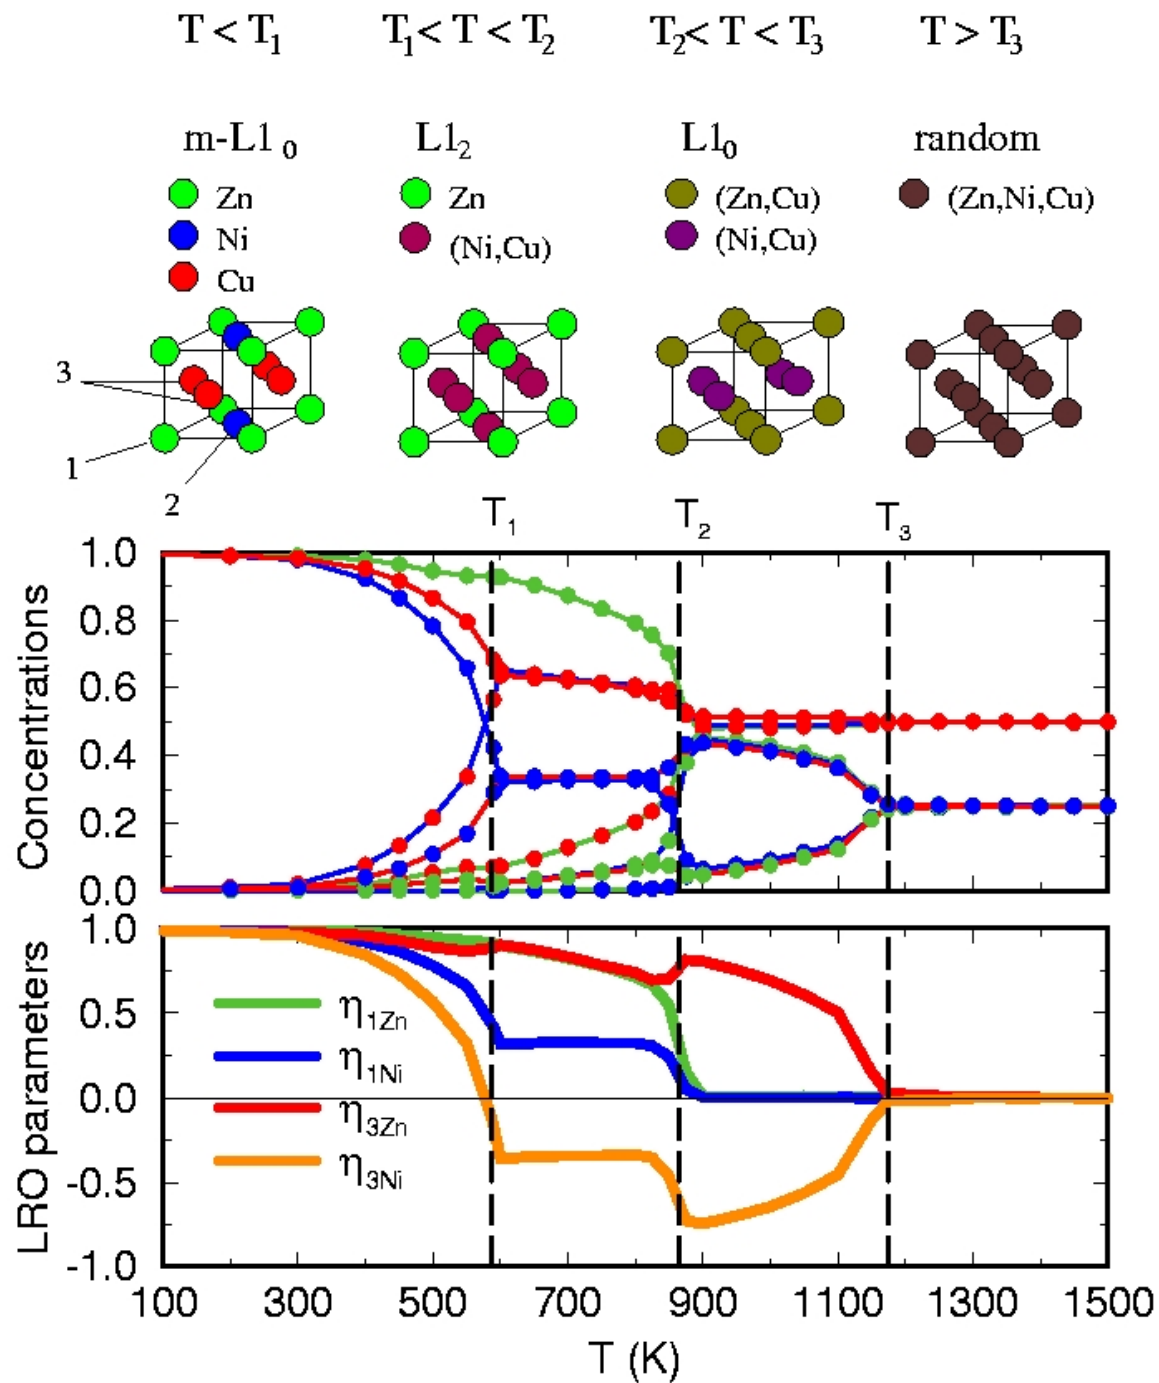 T < T₁ T₁< T < T₂ T₂< T < T₃ T > T₃
m-L1₀ L1₂ L1₀ random
Zn Zn (Zn,Cu) (Zn,Ni,Cu)
Ni (Ni,Cu) (Ni,Cu)
Cu
3
1
2
T₁ T₂ T₃
1.0
0.8
0.6
0.4
0.2
0.0
Concentrations
1.0
0.5
0.0
-0.5
-1.0
LRO parameters
η1Zn
η1Ni
η3Zn
η3Ni
100 300 500 700 900 1100 1300 1500
T (K)